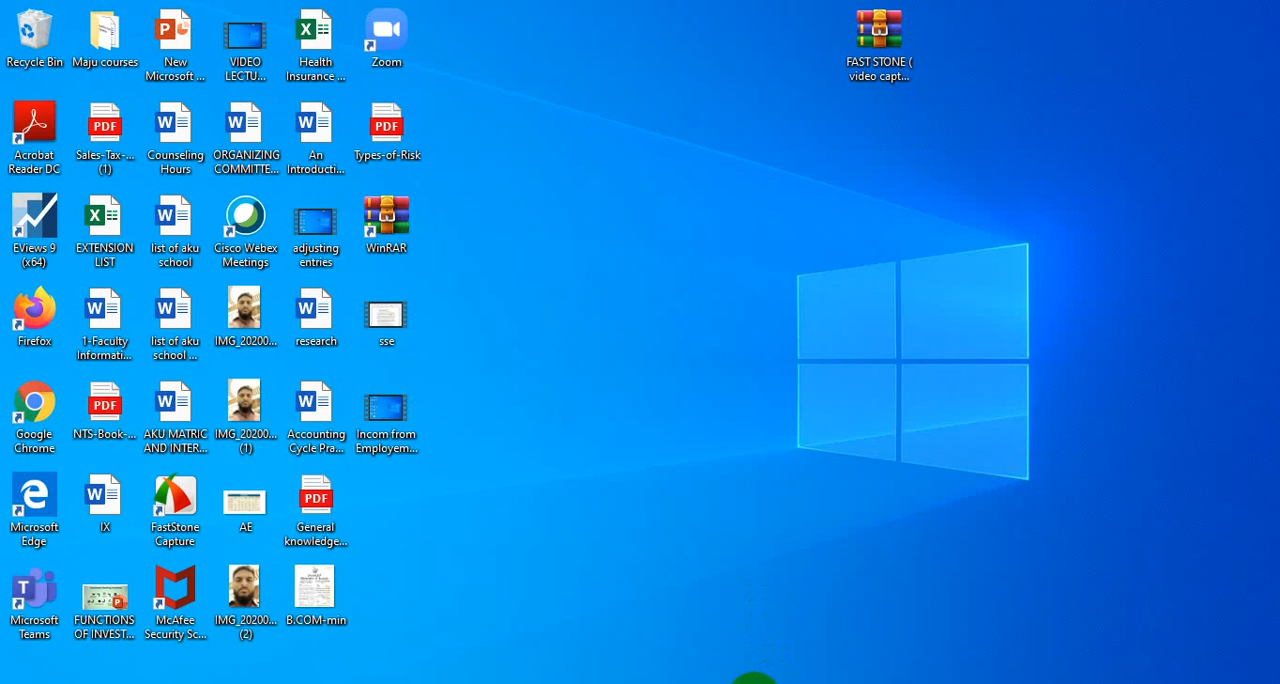 Recycle Bin
Maju courses
New
Microsoft ...
VIDEO
LECTU...
Health
Insurance ...
Zoom
FAST STONE (
video capt...
Acrobat
Reader DC
PDF
Sales-Tax-...
(1)
Counseling
Hours
ORGANIZING
COMMITTE...
An
Introducti...
PDF
Types-of-Risk
EViews 9
(x64)
EXTENSION
LIST
list of aku
school
Cisco Webex
Meetings
adjusting
entries
WinRAR
Firefox
1-Faculty
Informati...
list of aku
school ...
IMG_20200...
research
sse
Google
Chrome
PDF
NTS-Book-...
AKU MATRIC
AND INTER...
IMG_20200...
(1)
Accounting
Cycle Pra...
Incom from
Employem...
Microsoft
Edge
IX
FastStone
Capture
AE
PDF
General
knowledge...
Microsoft
Teams
FUNCTIONS
OF INVEST...
McAfee
Security Sc...
IMG_20200...
(2)
B.COM-min